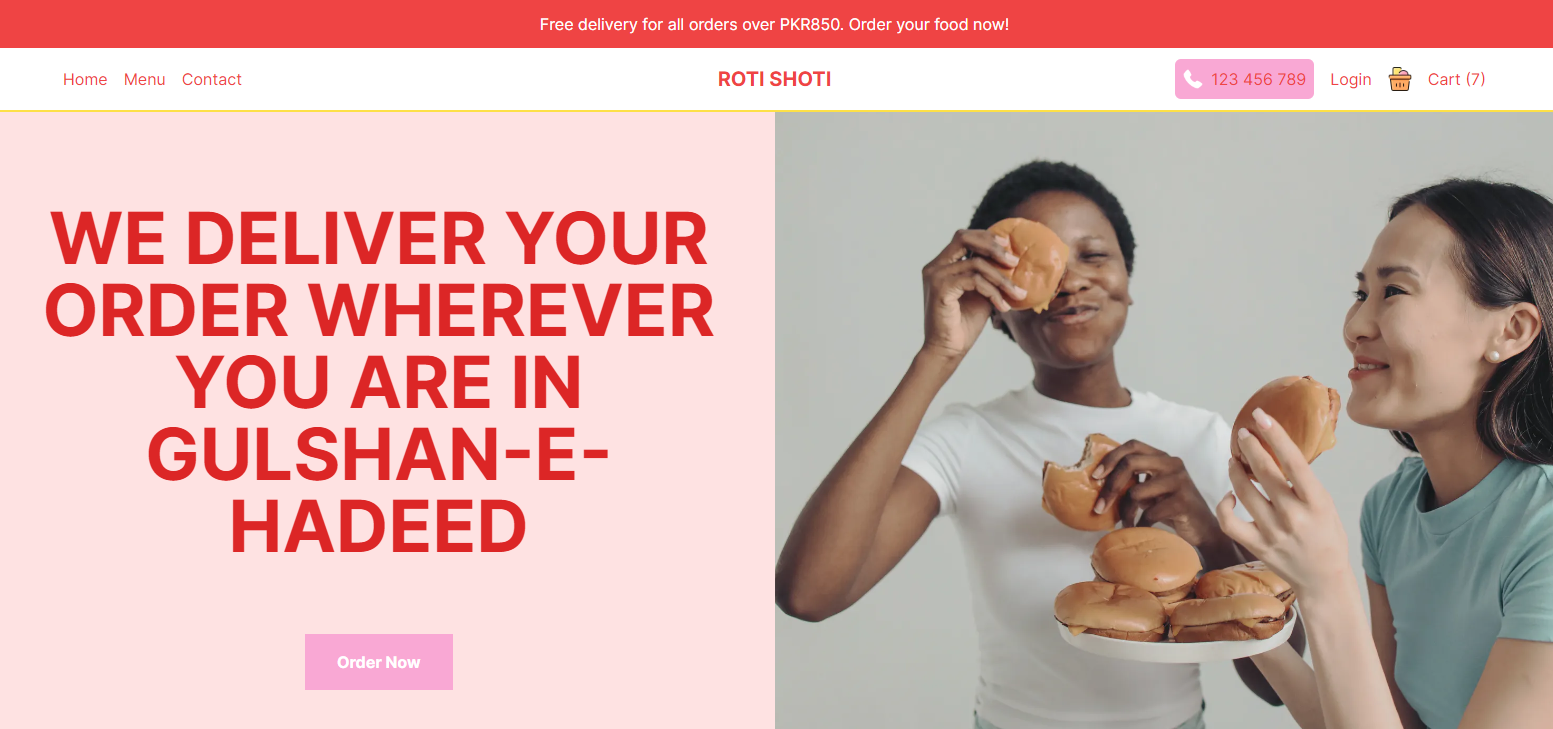 Free delivery for all orders over PKR850. Order your food now!
Home Menu Contact
ROTI SHOTI
123 456 789 Login Cart (7)
WE DELIVER YOUR
ORDER WHEREVER
YOU ARE IN
GULSHAN-E-
HADEED
Order Now